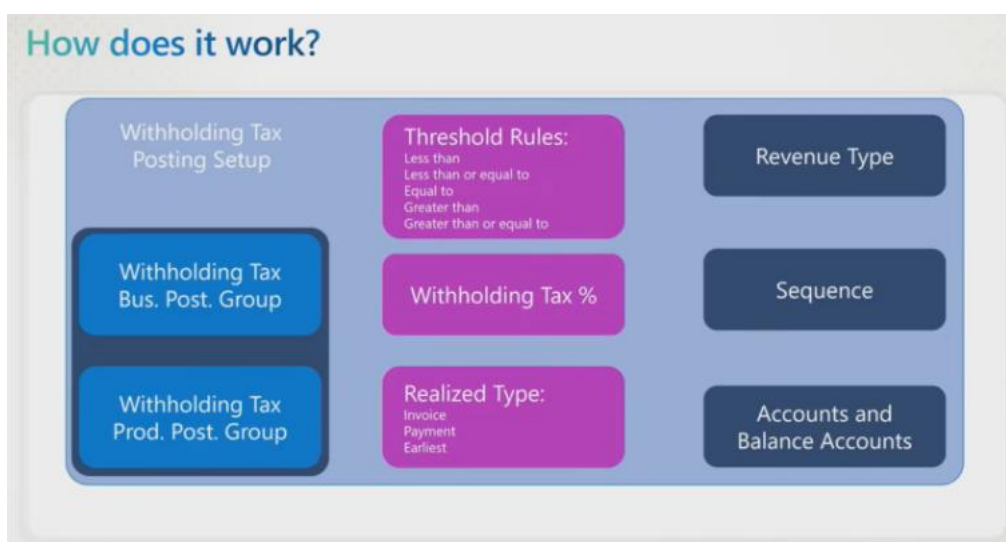 How does it work?
Withholding Tax
Posting Setup
Withholding Tax
Bus. Post. Group
Withholding Tax
Prod. Post. Group
Threshold Rules:
Less than
Less than or equal to
Equal to
Greater than
Greater than or equal to
Withholding Tax %
Realized Type:
Invoice
Payment
Earliest
Revenue Type
Sequence
Accounts and
Balance Accounts